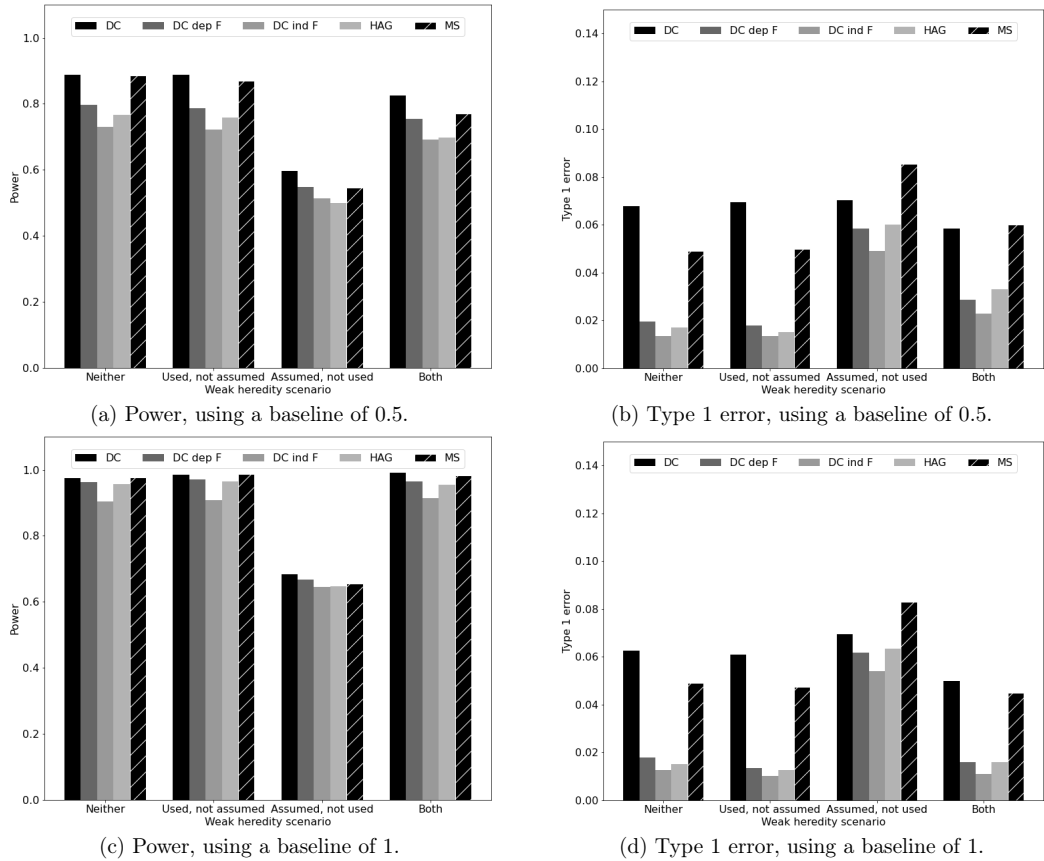 DC DC dep F DC ind F HAG MS
1.0
0.8
0.6
0.4
0.2
0.0
Power
Neither Used, not assumed Assumed, not used Both
Weak heredity scenario
(a) Power, using a baseline of 0.5.
DC DC dep F DC ind F HAG MS
0.14
0.12
0.10
0.08
0.06
0.04
0.02
0.00
Type 1 error
Neither Used, not assumed Assumed, not used Both
Weak heredity scenario
(b) Type 1 error, using a baseline of 0.5.
DC DC dep F DC ind F HAG MS
1.0
0.8
0.6
0.4
0.2
0.0
Power
Neither Used, not assumed Assumed, not used Both
Weak heredity scenario
(c) Power, using a baseline of 1.
DC DC dep F DC ind F HAG MS
0.14
0.12
0.10
0.08
0.06
0.04
0.02
0.00
Type 1 error
Neither Used, not assumed Assumed, not used Both
Weak heredity scenario
(d) Type 1 error, using a baseline of 1.